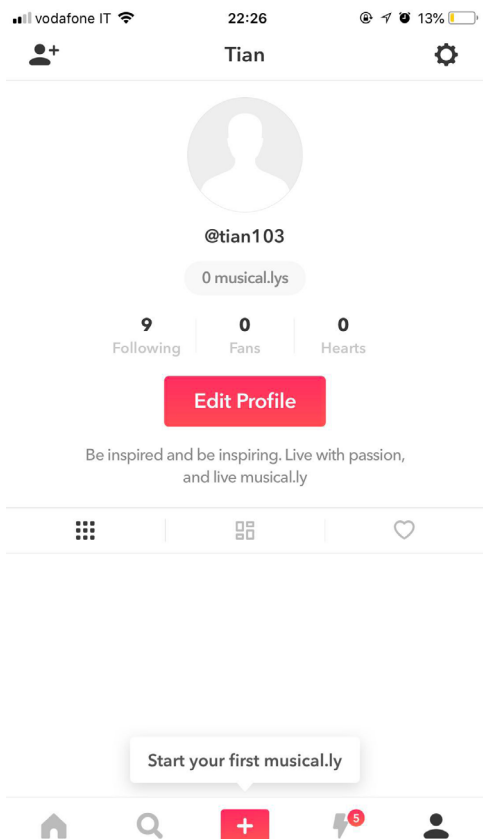 vodafone IT 22:26 13%
Tian
@tian103
0 musical.lys
9 0 0
Following Fans Hearts
Edit Profile
Be inspired and be inspiring. Live with passion,
and live musical.ly
Start your first musical.ly
5